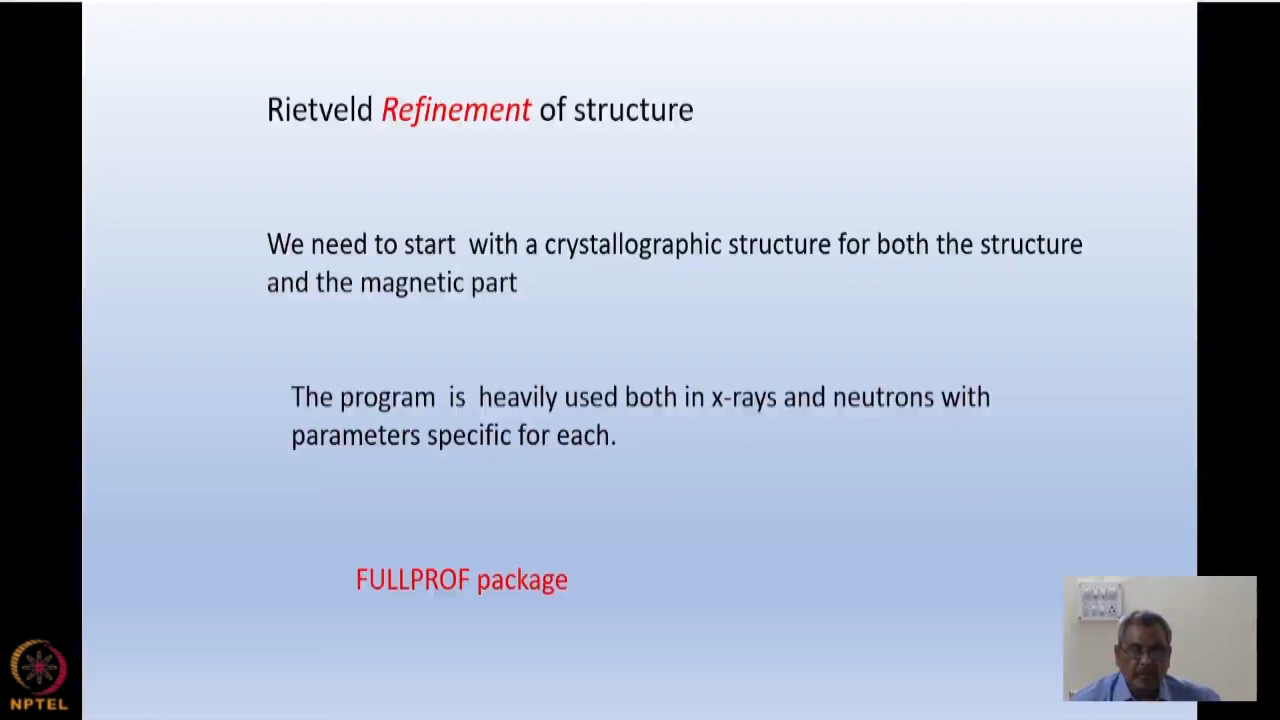 Rietveld Refinement of structure
We need to start with a crystallographic structure for both the structure
and the magnetic part
The program is heavily used both in x-rays and neutrons with
parameters specific for each.
FULLPROF package
NPTEL